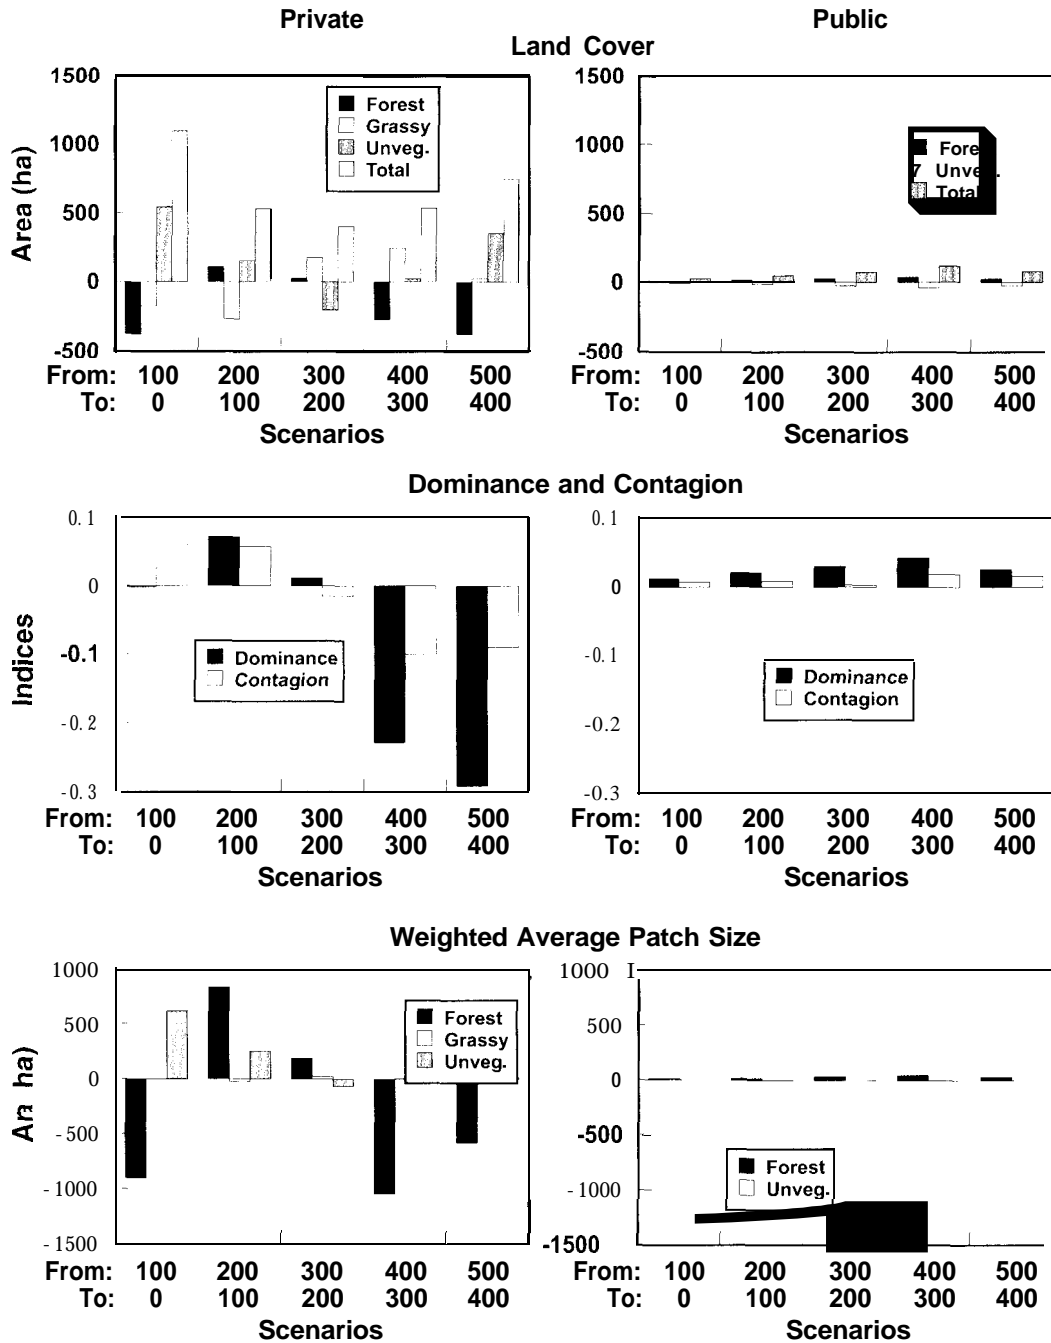 Private Public
Land Cover
1500
1000
500
0
-500
Area (ha)
Forest
Grassy
Unveg.
Total
From: 100 200 300 400 500
To: 0 100 200 300 400
Scenarios
1500
1000
500
0
-500
Fore
7 Unve .
Total
100 200 300 400 500
0 100 200 300 400
Scenarios
Dominance and Contagion
0.1
0
-0.1
-0.2
-0.3
Indices
Dominance
Contagion
From: 100 200 300 400 500
To: 0 100 200 300 400
Scenarios
0.1
0
-0.1
-0.2
-0.3
Dominance
Contagion
From: 100 200 300 400 500
To: 0 100 200 300 400
Scenarios
Weighted Average Patch Size
1000
500
0
-500
-1000
-1500
ha)
Forest
Grassy
Unveg.
From: 100 200 300 400 500
To: 0 100 200 300 400
Scenarios
1000 I
500
0
-500
-1000
-1500
Forest
Unveg.
From: 100 200 300 400 500
To: 0 100 200 300 400
Scenarios